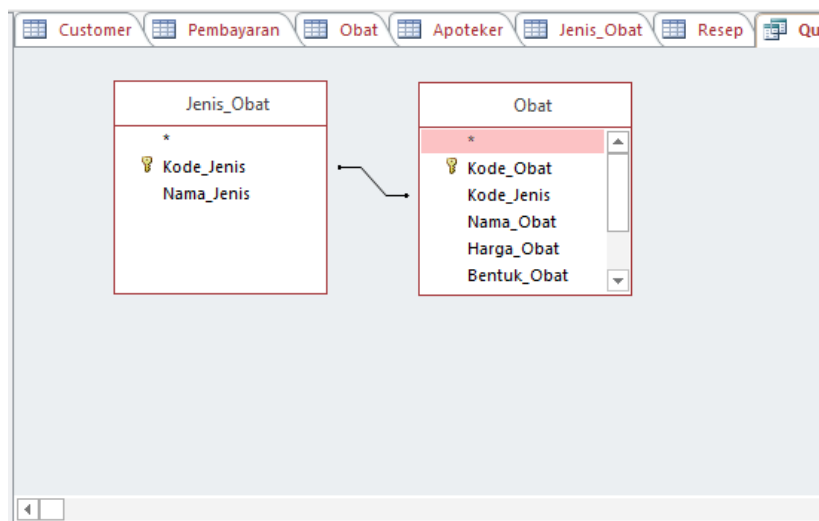 Customer Pembayaran Obat Apoteker Jenis_Obat Resep Qu
Jenis_Obat
*
Kode_Jenis
Nama_Jenis
Obat
*
Kode_Obat
Kode_Jenis
Nama_Obat
Harga_Obat
Bentuk_Obat